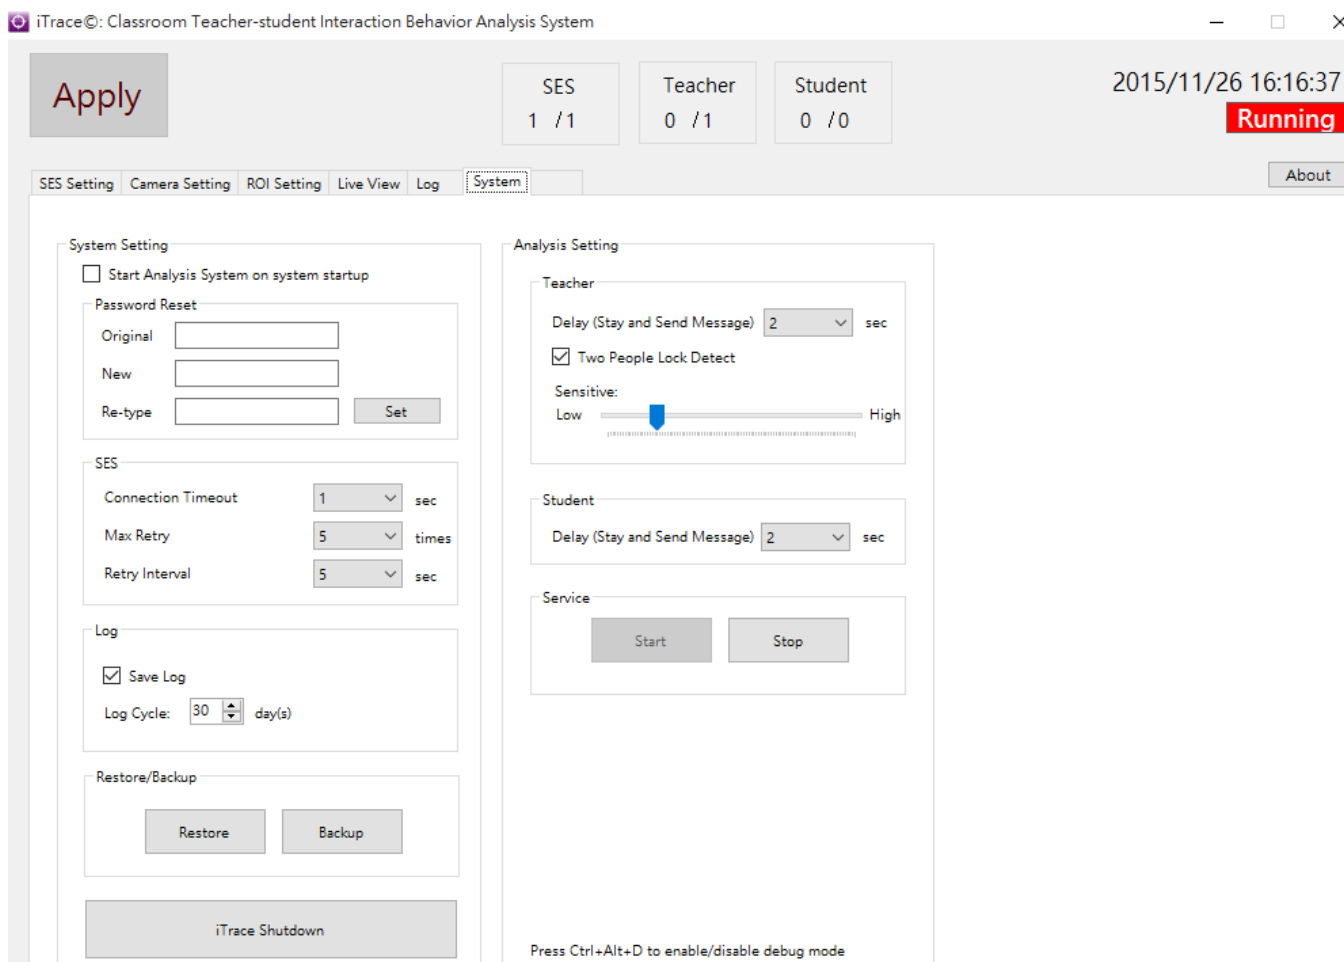 iTrace©: Classroom Teacher-student Interaction Behavior Analysis System
Apply
SES
1 /1
Teacher
0 /1
Student
0 /0
2015/11/26 16:16:37
Running
About
SES Setting Camera Setting ROI Setting Live View Log System
System Setting
Start Analysis System on system startup
Password Reset
Original
New
Re-type Set
SES
Connection Timeout 1 sec
Max Retry 5 times
Retry Interval 5 sec
Log
Save Log
Log Cycle: 30 day(s)
Restore/Backup
Restore Backup
iTrace Shutdown
Analysis Setting
Teacher
Delay (Stay and Send Message) 2 sec
Two People Lock Detect
Sensitive:
Low High
Student
Delay (Stay and Send Message) 2 sec
Service
Start Stop
Press Ctrl+Alt+D to enable/disable debug mode